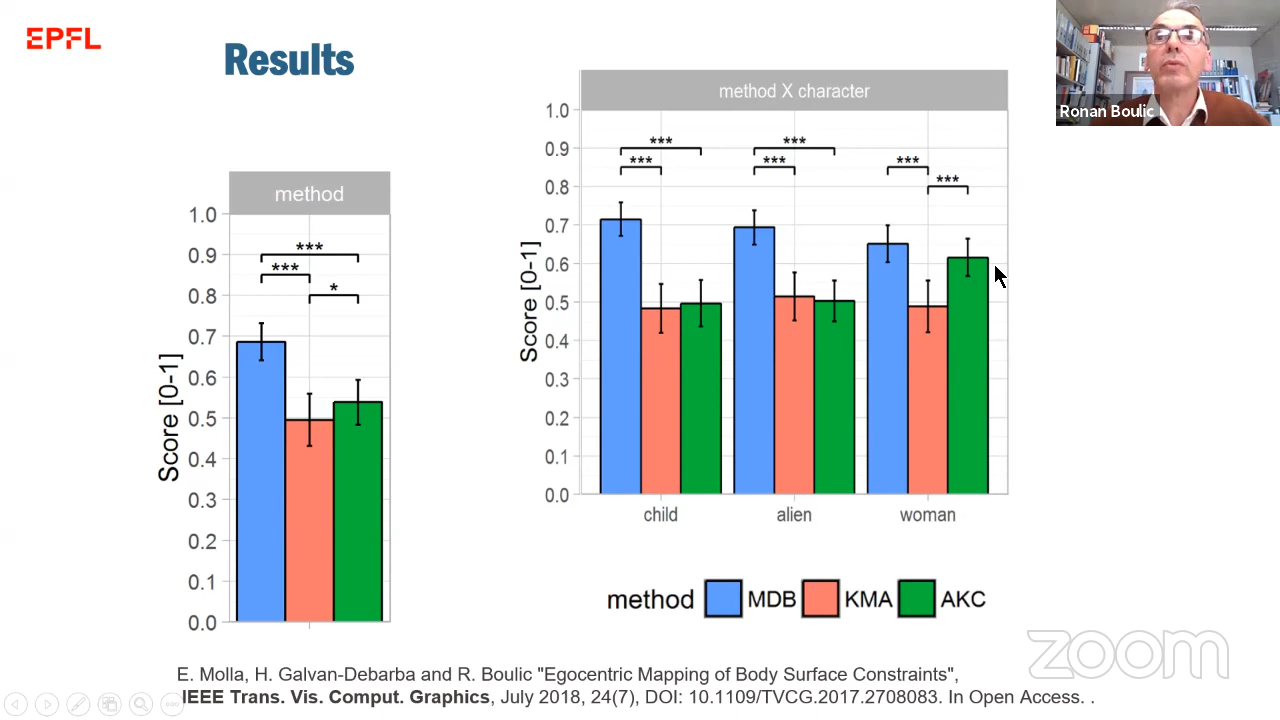 EPFL
Results
Ronan Boulic
method
1.0
0.9
0.8
0.7
0.6
0.5
0.4
0.3
0.2
0.1
0.0
Score [0-1]
***
***
*
method X character
1.0
0.9
0.8
0.7
0.6
0.5
0.4
0.3
0.2
0.1
0.0
Score [0-1]
*** ***
*** *** ***
***
child alien woman
method MDB KMA AKC
zoom
E. Molla, H. Galvan-Debarba and R. Boulic "Egocentric Mapping of Body Surface Constraints",
IEEE Trans. Vis. Comput. Graphics, July 2018, 24(7), DOI: 10.1109/TVCG.2017.2708083. In Open Access. .